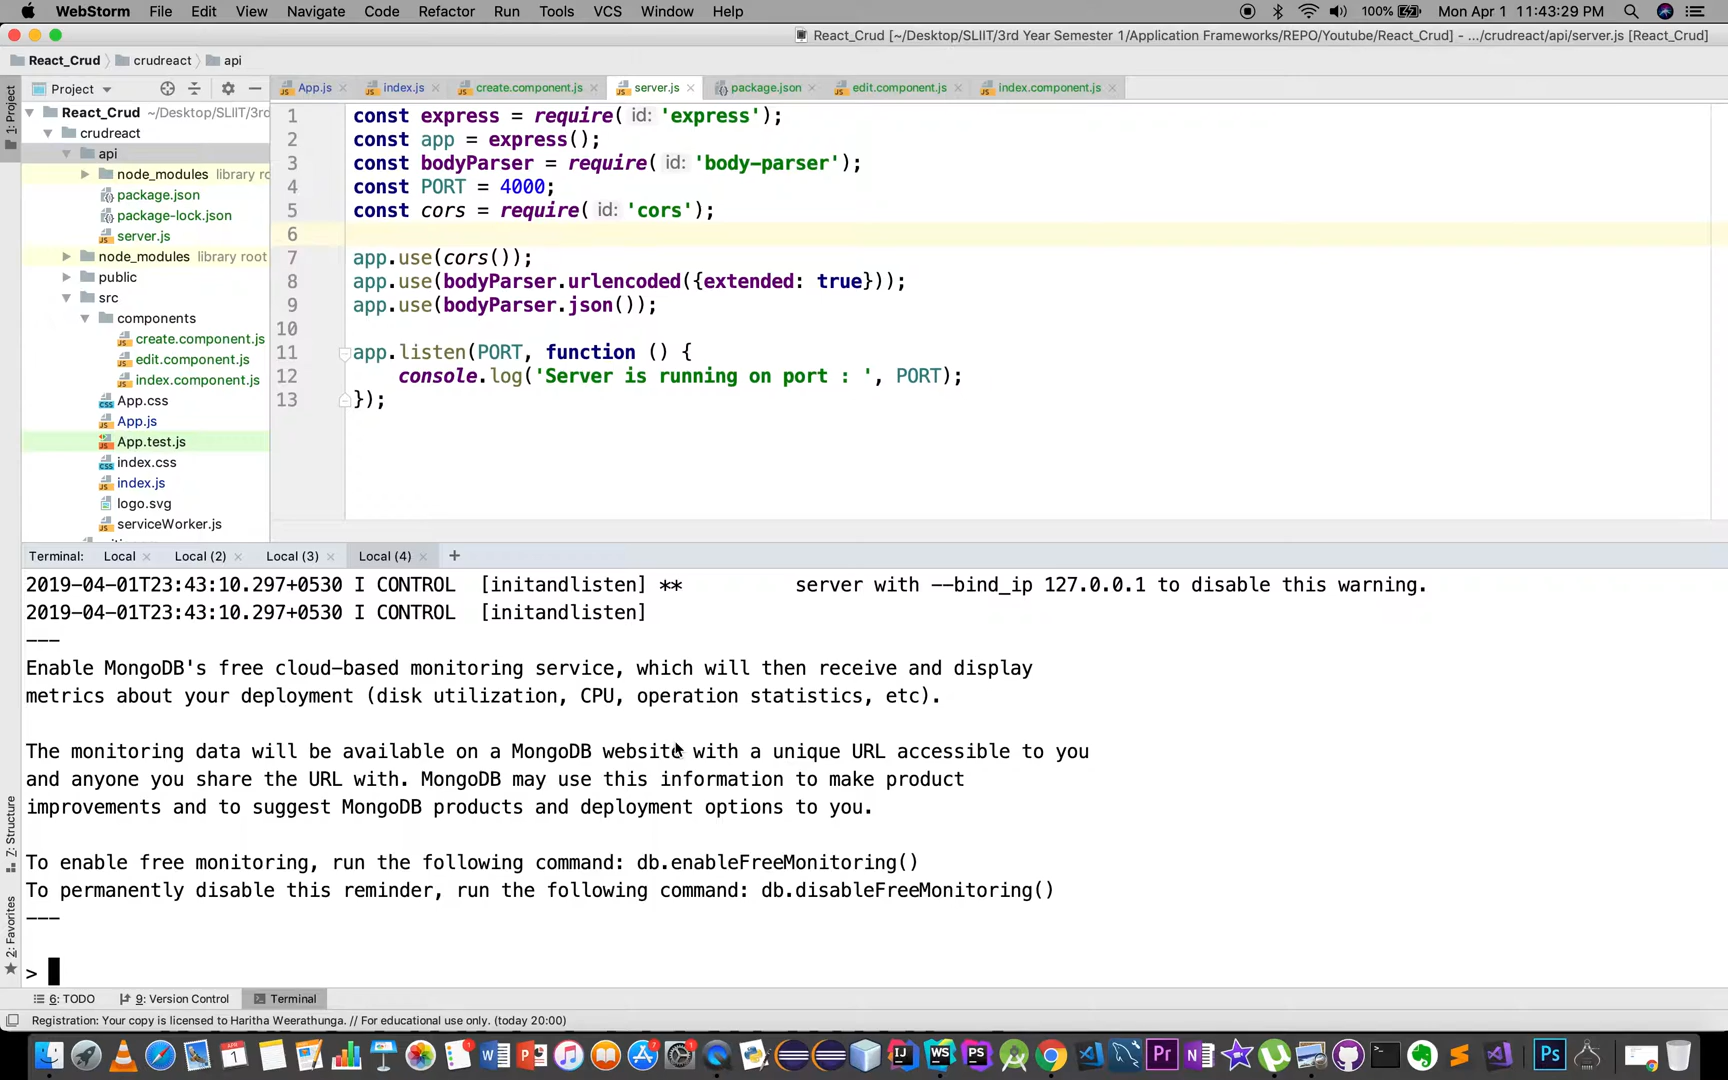 WebStorm File Edit View Navigate Code Refactor Run Tools VCS Window Help 100% Mon Apr 1 11:43:29 PM
React_Crud [~/Desktop/SLIIT/3rd Year Semester 1/Application Frameworks/REPO/Youtube/React_Crud] - .../crudreact/api/server.js [React_Crud]
React_Crud crudreact api
Project App.js index.js create.component.js server.js package.json edit.component.js index.component.js
1: Project
React_Crud ~/Desktop/SLIIT/3rd
crudreact
api
node_modules library ro
package.json
package-lock.json
server.js
node_modules library root
public
src
components
create.component.js
edit.component.js
index.component.js
App.css
App.js
App.test.js
index.css
index.js
logo.svg
serviceWorker.js
1 const express = require( id: 'express');
2 const app = express();
3 const bodyParser = require( id: 'body-parser');
4 const PORT = 4000;
5 const cors = require( id: 'cors');
6
7 app.use(cors());
8 app.use(bodyParser.urlencoded({extended: true}));
9 app.use(bodyParser.json());
10
11 app.listen(PORT, function () {
12 console.log('Server is running on port : ', PORT);
13 });
Terminal: Local Local (2) Local (3) Local (4) +
2019-04-01T23:43:10.297+0530 I CONTROL [initandlisten] ** server with --bind_ip 127.0.0.1 to disable this warning.
2019-04-01T23:43:10.297+0530 I CONTROL [initandlisten]
---
Enable MongoDB's free cloud-based monitoring service, which will then receive and display
metrics about your deployment (disk utilization, CPU, operation statistics, etc).
The monitoring data will be available on a MongoDB website with a unique URL accessible to you
and anyone you share the URL with. MongoDB may use this information to make product
improvements and to suggest MongoDB products and deployment options to you.
To enable free monitoring, run the following command: db.enableFreeMonitoring()
To permanently disable this reminder, run the following command: db.disableFreeMonitoring()
---
>
Z: Structure
2: Favorites
6: TODO 9: Version Control Terminal
Registration: Your copy is licensed to Haritha Weerathunga. // For educational use only. (today 20:00)